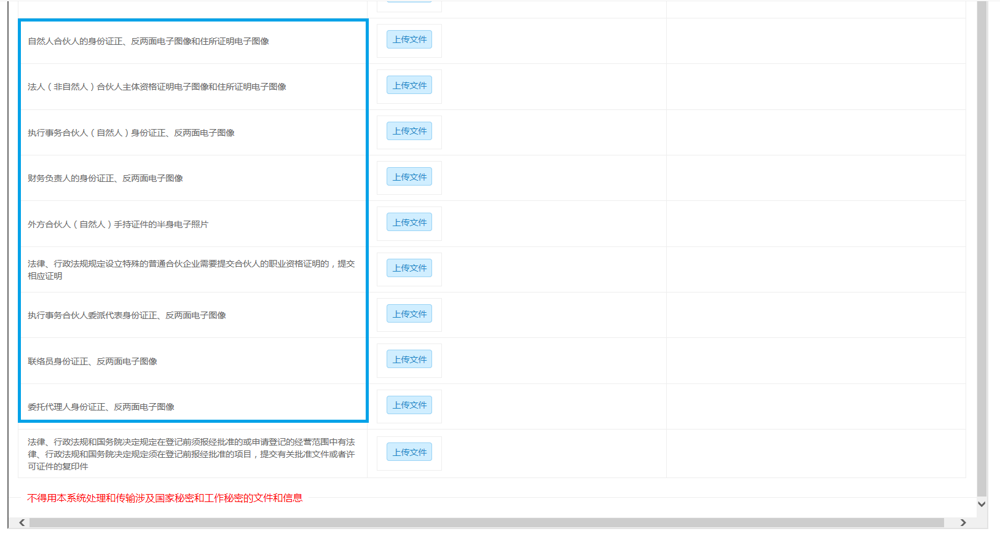 自然人合伙人的身份证正、反两面电子图像和住所证明电子图像
上传文件
法人（非自然人）合伙人主体资格证明电子图像和住所证明电子图像
上传文件
执行事务合伙人（自然人）身份证正、反两面电子图像
上传文件
财务负责人的身份证正、反两面电子图像
上传文件
外方合伙人（自然人）手持证件的半身电子照片
上传文件
法律、行政法规规定设立特殊的普通合伙企业需要提交合伙人的职业资格证明的，提交
相应证明
上传文件
执行事务合伙人委派代表身份证正、反两面电子图像
上传文件
联络员身份证正、反两面电子图像
上传文件
委托代理人身份证正、反两面电子图像
上传文件
法律、行政法规和国务院决定规定在登记前须报经批准的或申请登记的经营范围中有法
律、行政法规和国务院决定规定须在登记前报经批准的项目，提交有关批准文件或者许
可证件的复印件
上传文件
不得用本系统处理和传输涉及国家秘密和工作秘密的文件和信息